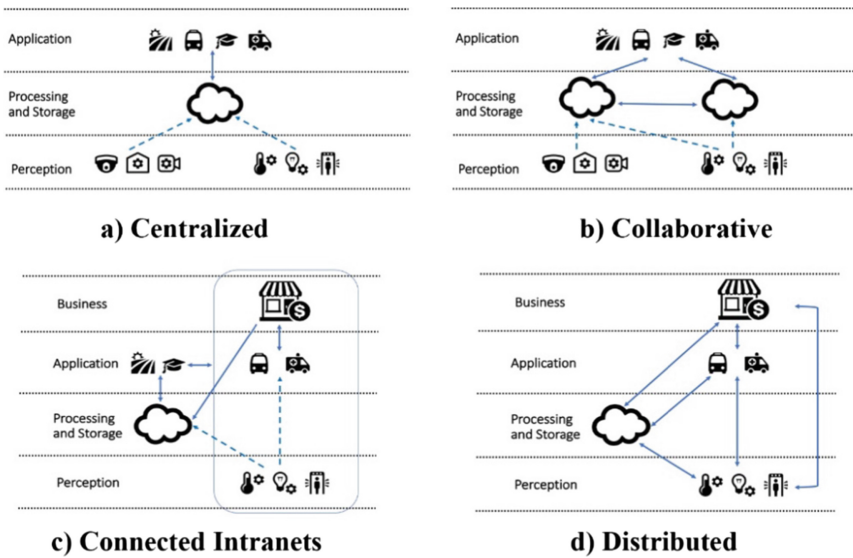 Application
Processing
and Storage
Perception
a) Centralized
Application
Processing
and Storage
Perception
b) Collaborative
Business
$
Application
Processing
and Storage
Perception
c) Connected Intranets
Business
$
Application
Processing
and Storage
Perception
d) Distributed